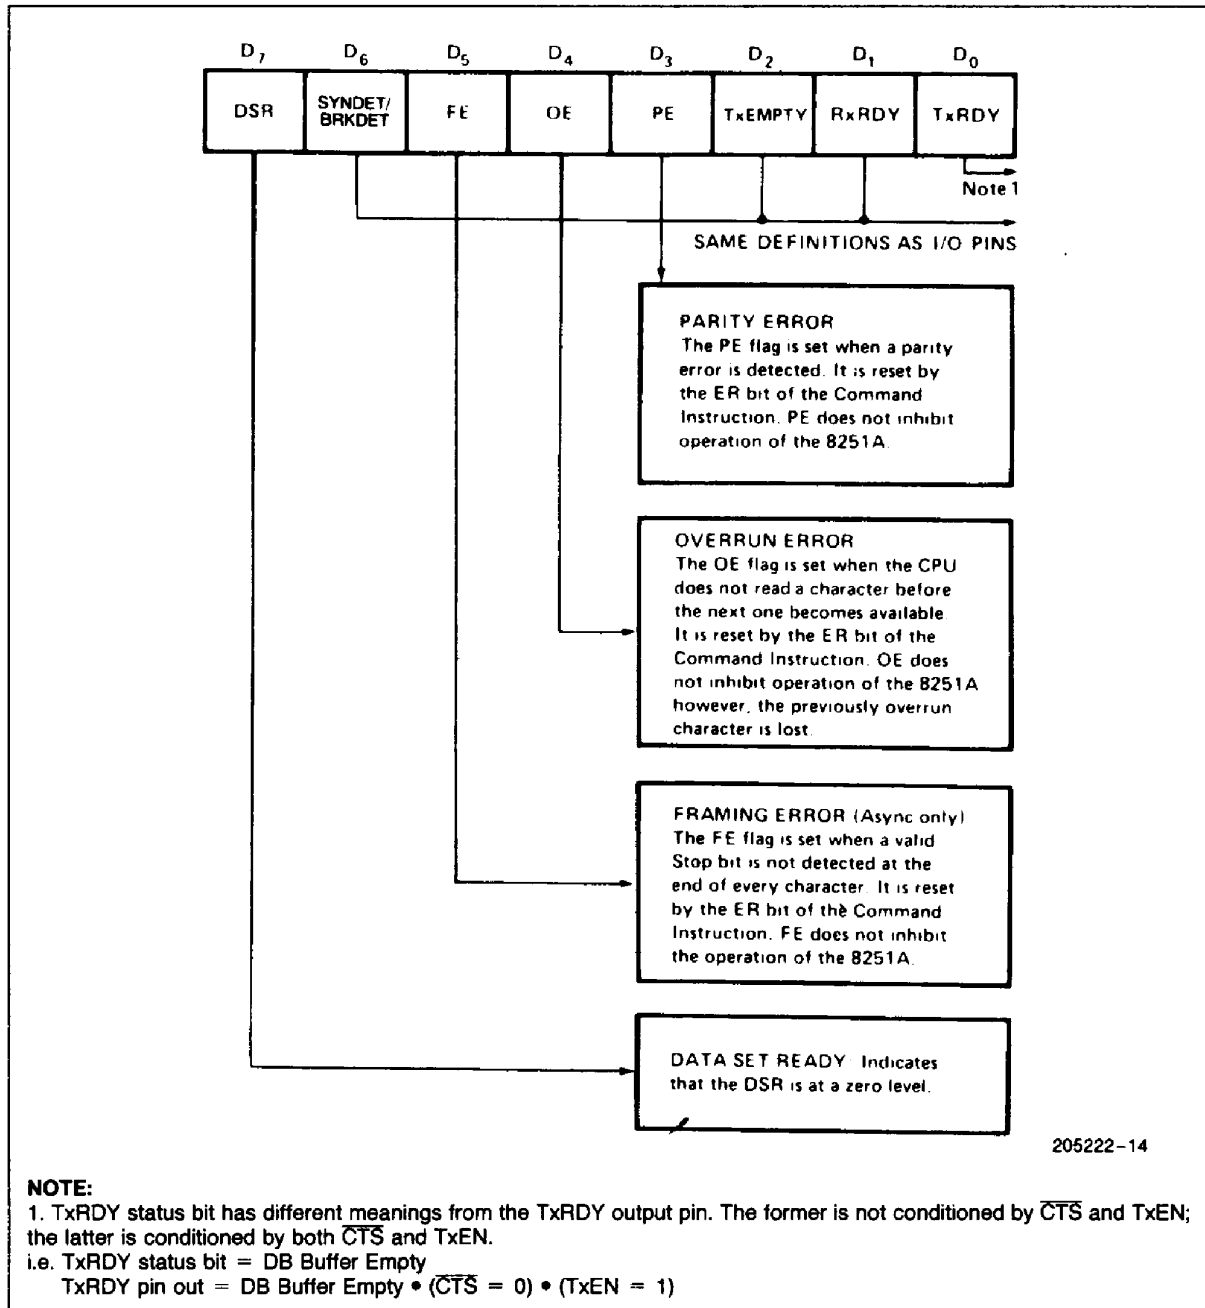 D7 D6 D5 D4 D3 D2 D1 D0
DSR SYNDET/ BRKDET FE OE PE TxEMPTY RxRDY TxRDY
Note 1
SAME DEFINITIONS AS I/O PINS
PARITY ERROR
The PE flag is set when a parity
error is detected. It is reset by
the ER bit of the Command
Instruction. PE does not inhibit
operation of the 8251A.
OVERRUN ERROR
The OE flag is set when the CPU
does not read a character before
the next one becomes available
It is reset by the ER bit of the
Command Instruction. OE does
not inhibit operation of the 8251A
however, the previously overrun
character is lost.
FRAMING ERROR (Async only)
The FE flag is set when a valid
Stop bit is not detected at the
end of every character. It is reset
by the ER bit of the Command
Instruction. FE does not inhibit
the operation of the 8251A.
DATA SET READY Indicates
that the DSR is at a zero level.
205222-14
NOTE:
1. TxRDY status bit has different meanings from the TxRDY output pin. The former is not conditioned by C̅T̅S̅ and TxEN;
the latter is conditioned by both C̅T̅S̅ and TxEN.
i.e. TxRDY status bit = DB Buffer Empty
TxRDY pin out = DB Buffer Empty • (C̅T̅S̅ = 0) • (TxEN = 1)